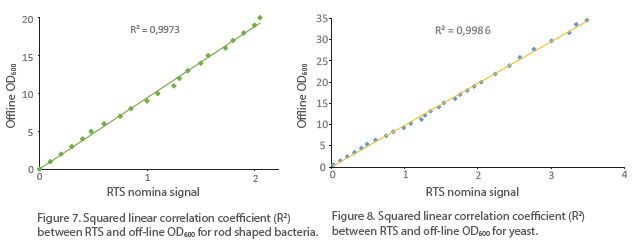 20
15
10
5
0
0
1
2
R² = 0,9973
Offline OD₆₀₀
RTS nomina signal
Figure 7. Squared linear correlation coefficient (R²)
between RTS and off-line OD₆₀₀ for rod shaped bacteria.
35
30
25
20
15
10
5
0
0
1
2
3
4
R² = 0,9986
Offline OD₆₀₀
RTS nomina signal
Figure 8. Squared linear correlation coefficient (R²)
between RTS and off-line OD₆₀₀ for yeast.